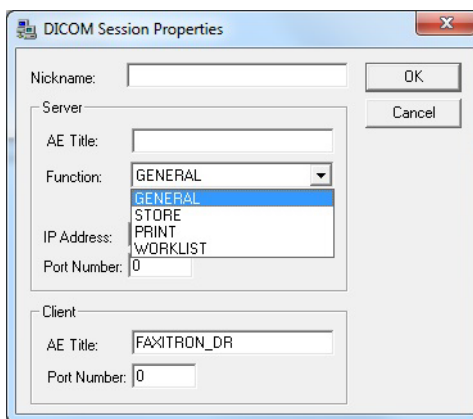 DICOM Session Properties
Nickname:
OK
Server
Cancel
AE Title:
Function: GENERAL
GENERAL
STORE
PRINT
WORKLIST
IP Address:
Port Number: 0
Client
AE Title: FAXITRON_DR
Port Number: 0